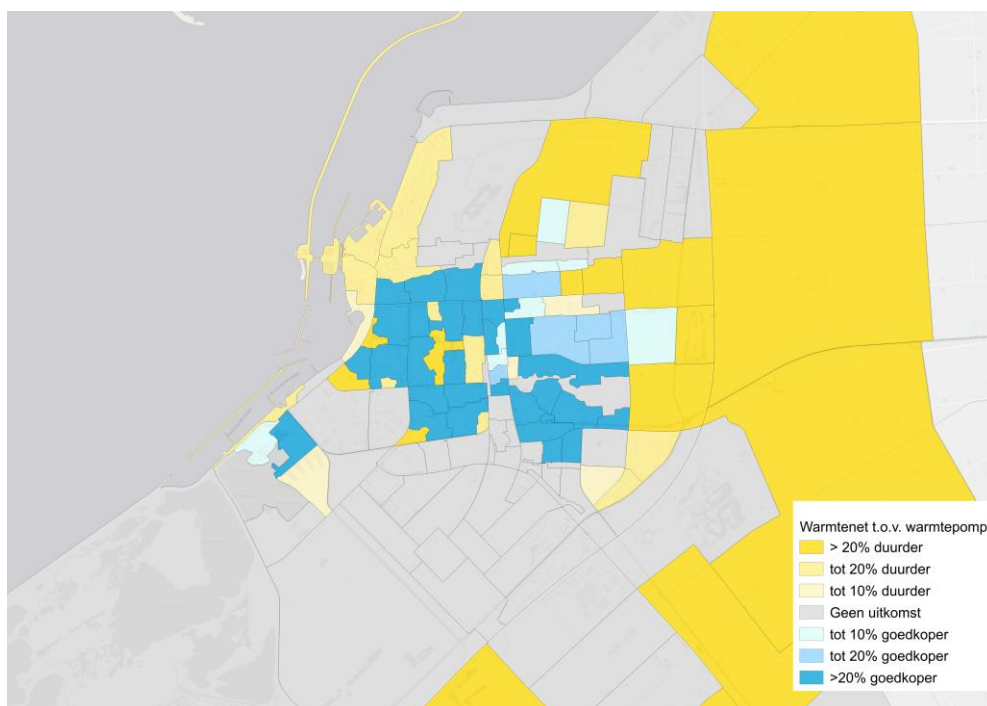 Warmtenet t.o.v. warmtepomp
> 20% duurder
tot 20% duurder
tot 10% duurder
Geen uitkomst
tot 10% goedkoper
tot 20% goedkoper
>20% goedkoper